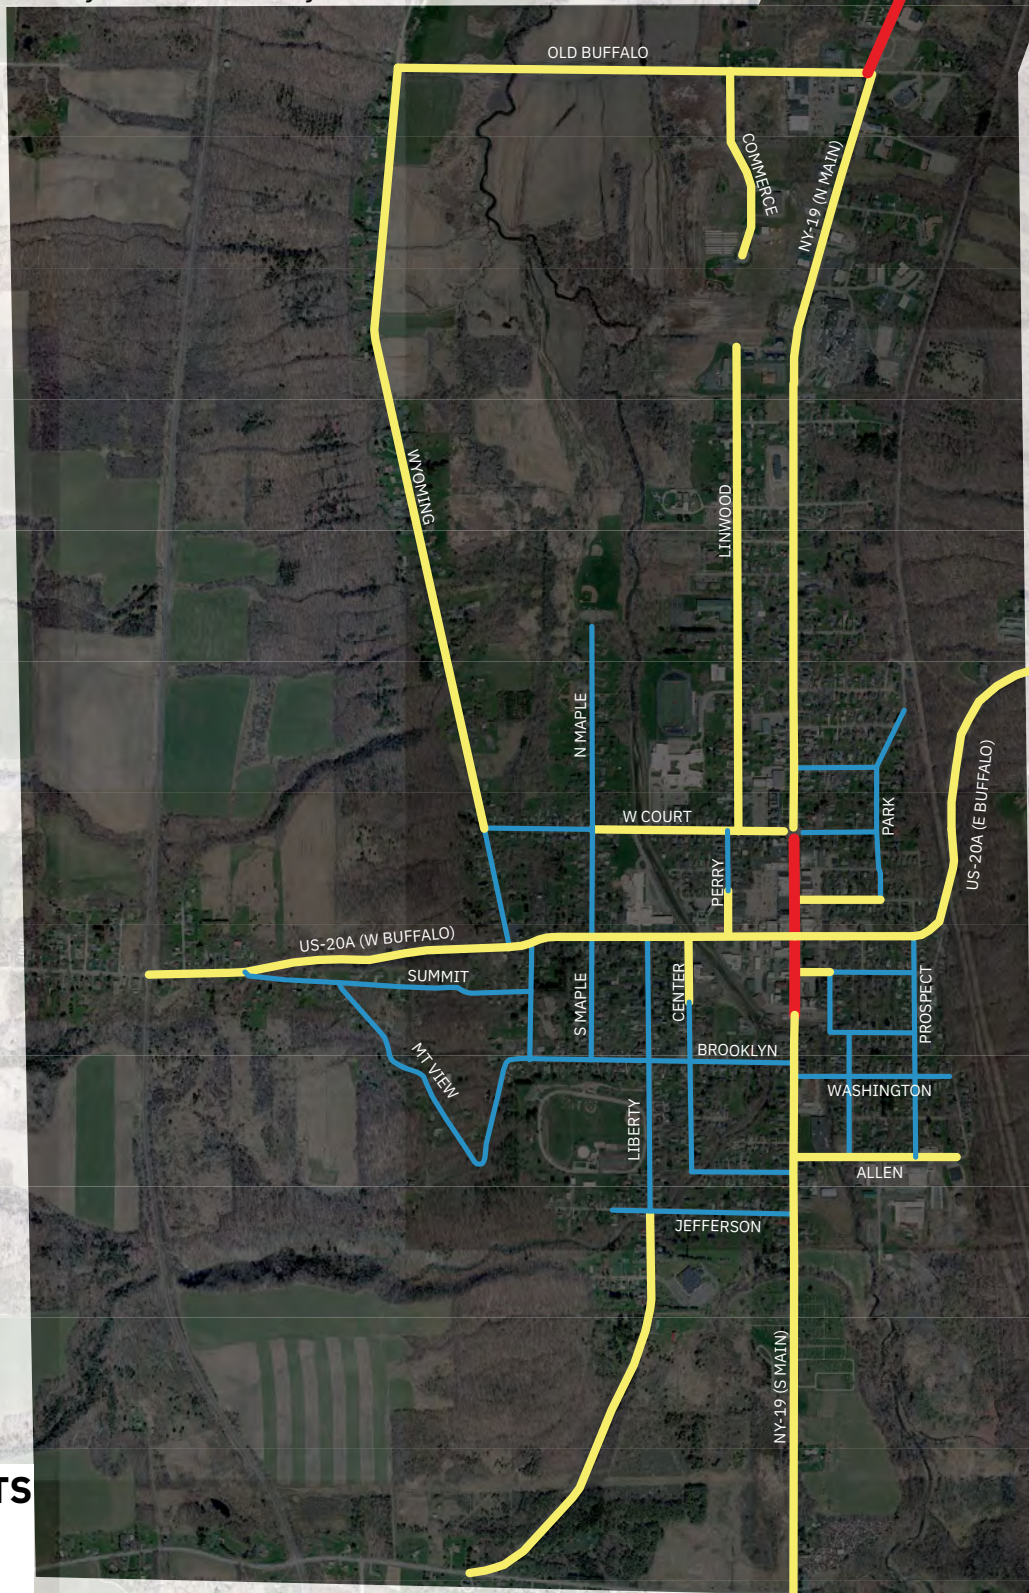 OLD BUFFALO
COMMERCE
NY-19 (N MAIN)
WYOMING
LINWOOD
N MAPLE
US-20A (E BUFFALO)
PARK
W COURT
PERRY
US-20A (W BUFFALO)
SUMMIT
CENTER
S MAPLE
PROSPECT
BROOKLYN
MT VIEW
WASHINGTON
LIBERTY
ALLEN
JEFFERSON
NY-19 (S MAIN)
TS